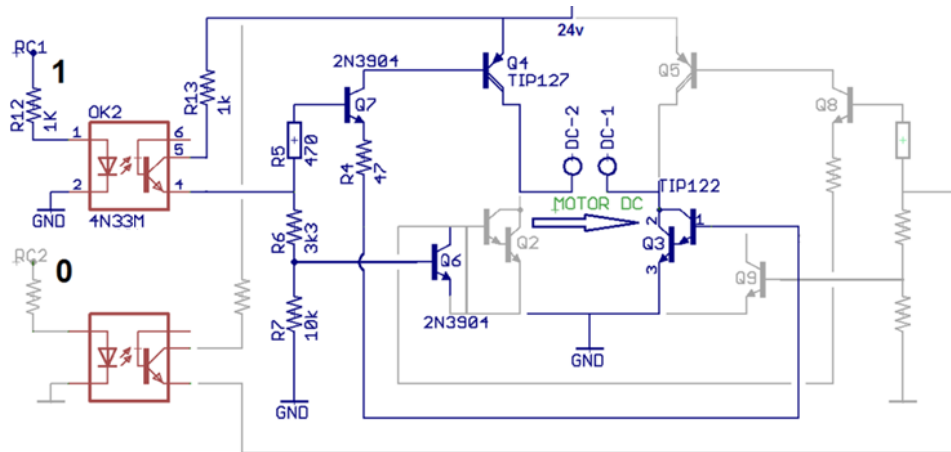 24v
RC1
1
R12
1K
OK2
1
2
6
5
4
4N33M
GND
R13
1k
2N3904
Q7
R5
470
R4
47
Q4
TIP127
Q5
Q8
DC-2
DC-1
MOTOR DC
TIP122
2
1
3
Q3
Q2
R6
3k3
Q6
2N3904
Q9
R7
10k
GND
GND
RC2
0